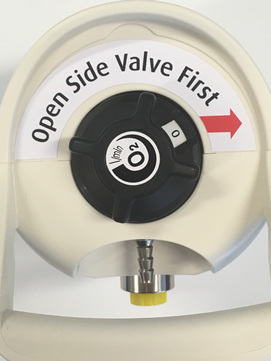 Open Side Valve First
0
l/min
O2